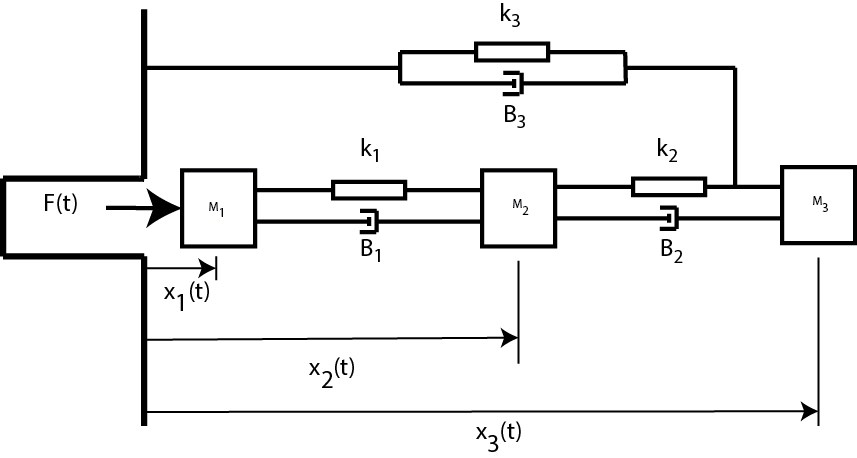 k3
B3
k1
k2
F(t)
M1
M2
M3
B1
B2
x1(t)
x2(t)
x3(t)